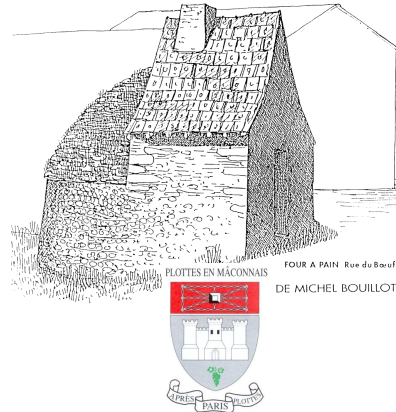 FOUR A PAIN Rue du Bœuf
PLOTTES EN MÂCONNAIS
DE MICHEL BOUILLOT
APRÈS PARIS PLOTTES